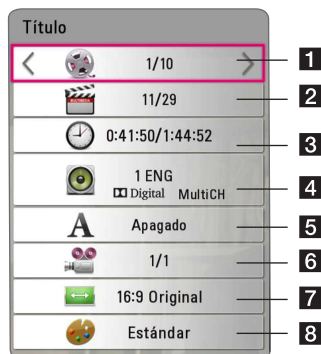 Título
1/10
1
MULTIMEDIA
11/29
2
0:41:50/1:44:52
3
1 ENG
Digital MultiCH
4
A
Apagado
5
1/1
6
16:9 Original
7
Estándar
8